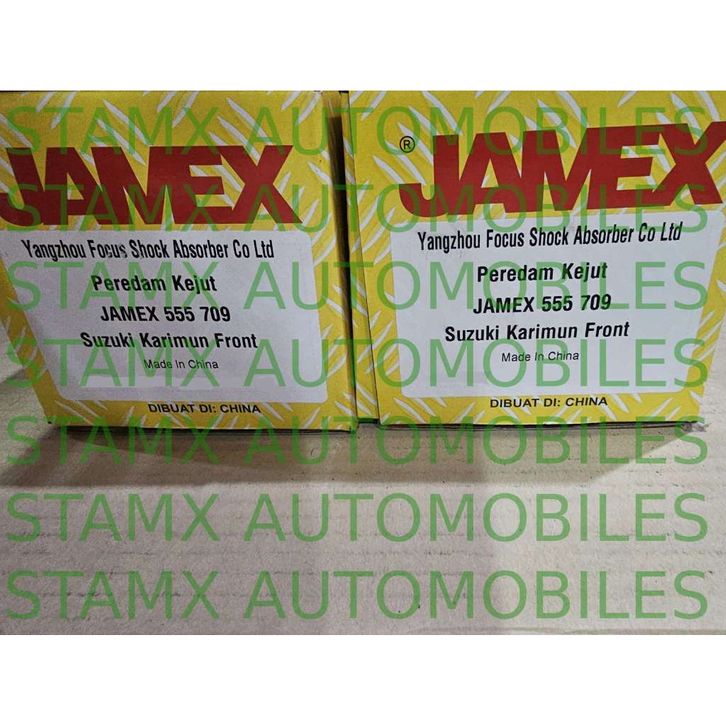 JAMEX
Yangzhou Focus Shock Absorber Co Ltd
Peredam Kejut
JAMEX 555 709
Suzuki Karimun Front
Made In China
DIBUAT DI: CHINA
® JAMEX
Yangzhou Focus Shock Absorber Co Ltd
Peredam Kejut
JAMEX 555 709
Suzuki Karimun Front
Made In China
DIBUAT DI: CHINA
STAMX AUTOMOBILES
STAMX AUTOMOBILES
STAMX AUTOMOBILES
STAMX AUTOMOBILES
STAMX AUTOMOBILES
STAMX AUTOMOBILES
STAMX AUTOMOBILES